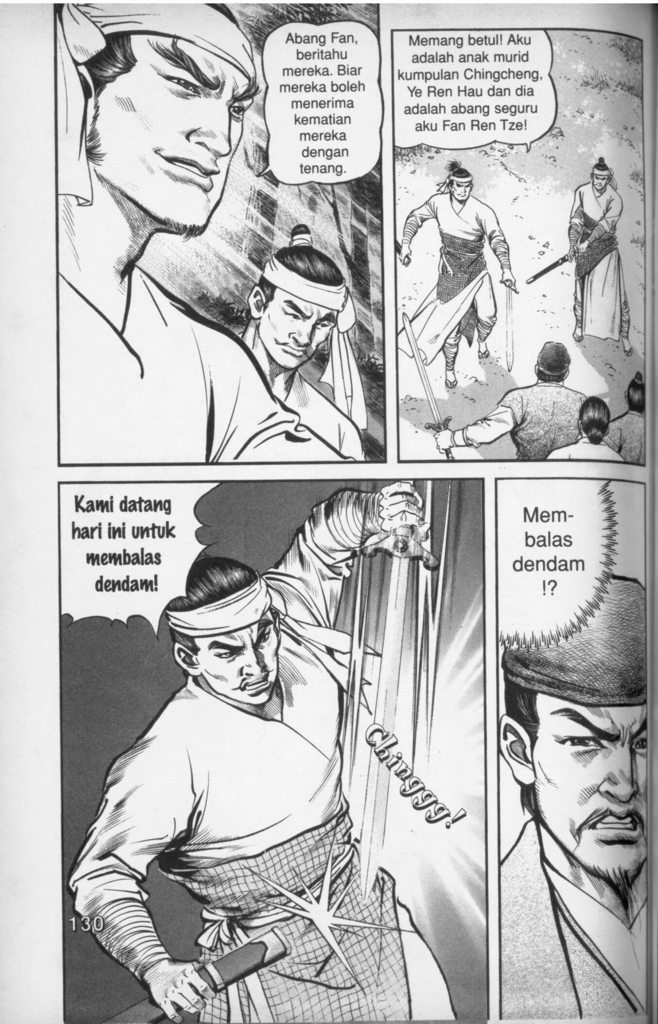 Abang Fan,
beritahu
mereka. Biar
mereka boleh
menerima
kematian
mereka
dengan
tenang.
Memang betul! Aku
adalah anak murid
kumpulan Chingcheng,
Ye Ren Hau dan dia
adalah abang seguru
aku Fan Ren Tze!
Kami datang
hari ini untuk
membalas
dendam!
Chinggg!
Mem-
balas
dendam
!?
130